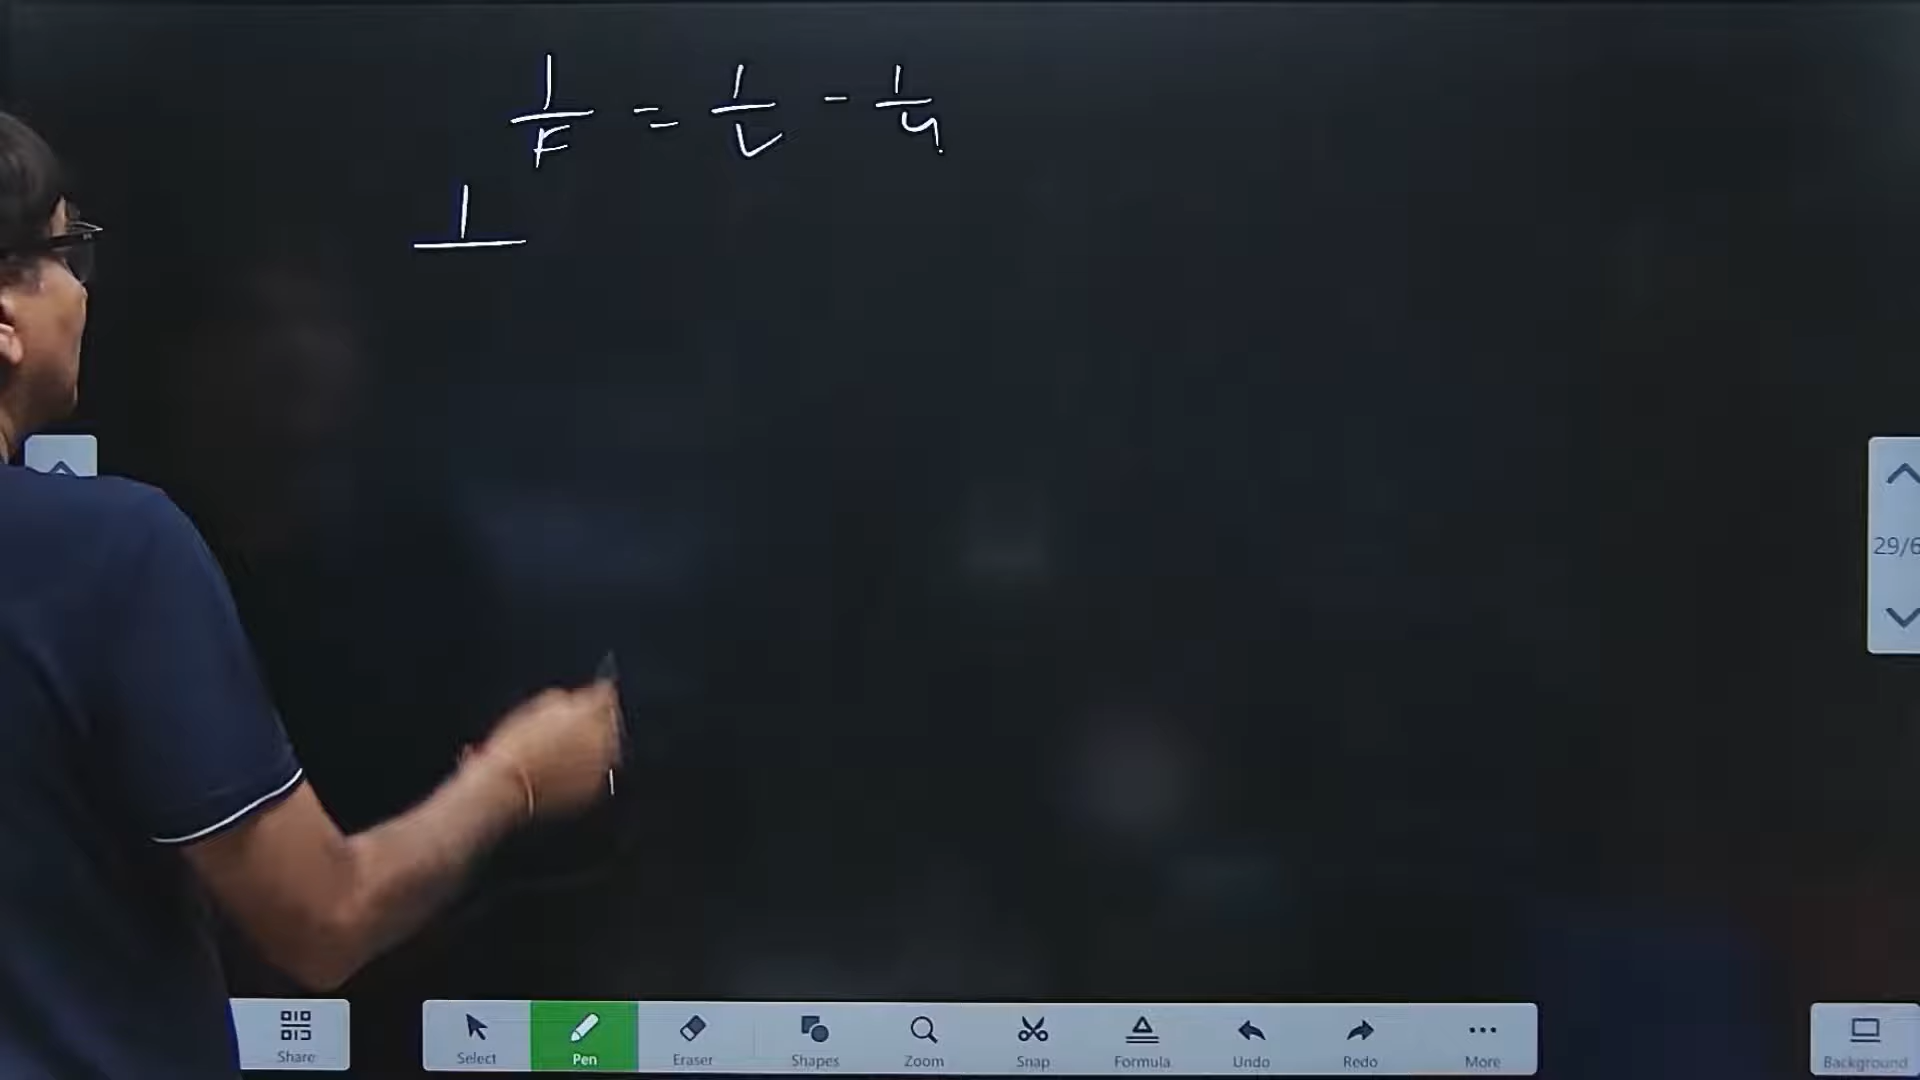 1/F = 1/v - 1/u
1
29/6
Share
Select Pen Eraser Shapes Zoom Snap Formula Undo Redo More
Background